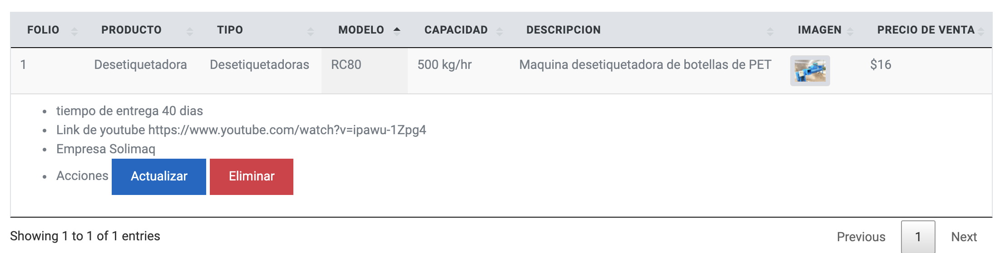 FOLIO PRODUCTO TIPO MODELO CAPACIDAD DESCRIPCION IMAGEN PRECIO DE VENTA
1 Desetiquetadora Desetiquetadoras RC80 500 kg/hr Maquina desetiquetadora de botellas de PET $16
• tiempo de entrega 40 dias
• Link de youtube https://www.youtube.com/watch?v=ipawu-1Zpg4
• Empresa Solimaq
• Acciones Actualizar Eliminar
Showing 1 to 1 of 1 entries Previous 1 Next